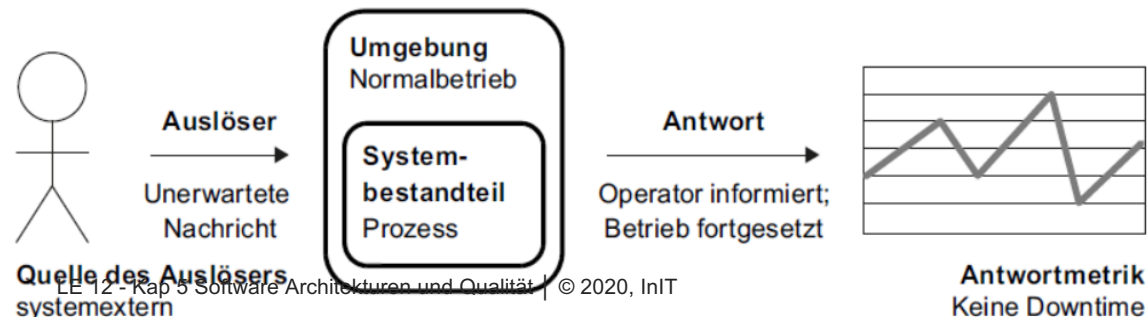 Umgebung
Normalbetrieb
Auslöser
Unerwartete
Nachricht
System-
bestandteil
Prozess
Antwort
Operator informiert;
Betrieb fortgesetzt
Quelle des Auslösers
systemextern
LE 12 - Kap 5 Software Architekturen und Qualität │ © 2020, InIT
Antwortmetrik
Keine Downtime